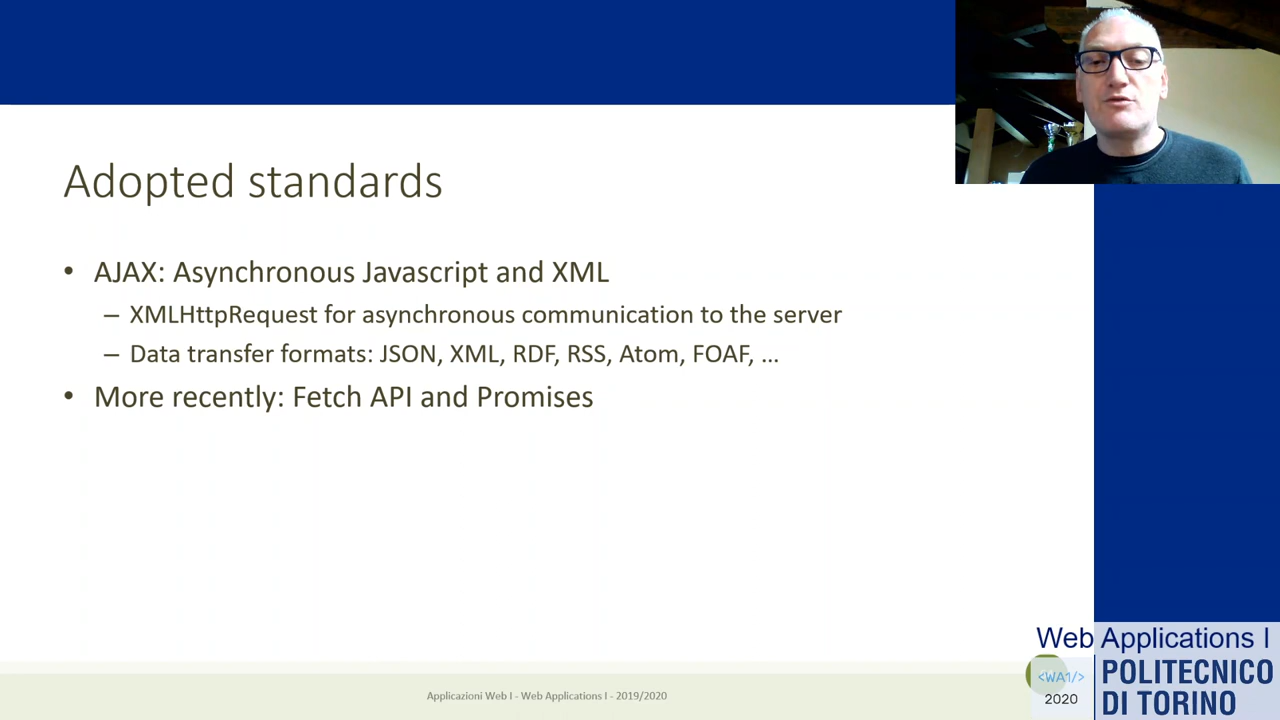 Adopted standards
• AJAX: Asynchronous Javascript and XML
– XMLHttpRequest for asynchronous communication to the server
– Data transfer formats: JSON, XML, RDF, RSS, Atom, FOAF, ...
• More recently: Fetch API and Promises
Applicazioni Web I - Web Applications I - 2019/2020
Web Applications I
<WA1/>
2020
POLITECNICO
DI TORINO